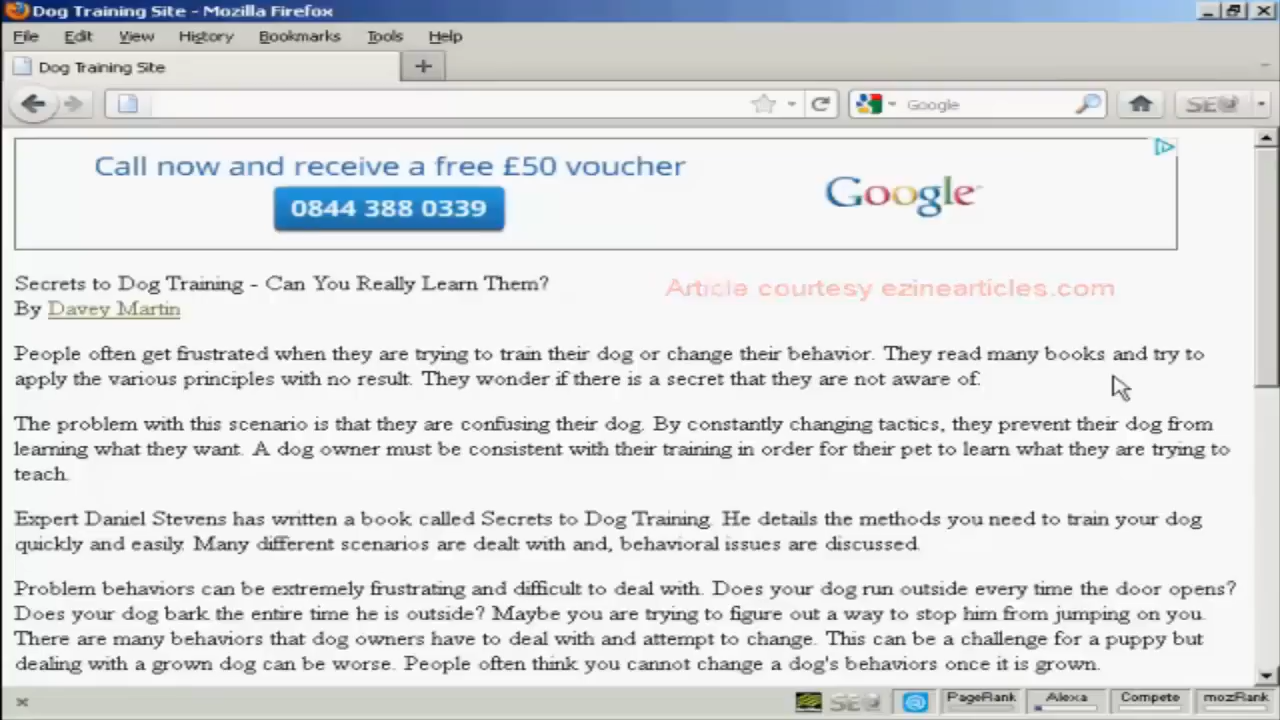 Dog Training Site - Mozilla Firefox
File Edit View History Bookmarks Tools Help
Dog Training Site
Google
Call now and receive a free £50 voucher
0844 388 0339
Google
Secrets to Dog Training - Can You Really Learn Them?
Article courtesy ezinearticles.com
By Davey Martin
People often get frustrated when they are trying to train their dog or change their behavior. They read many books and try to
apply the various principles with no result. They wonder if there is a secret that they are not aware of.
The problem with this scenario is that they are confusing their dog. By constantly changing tactics, they prevent their dog from
learning what they want. A dog owner must be consistent with their training in order for their pet to learn what they are trying to
teach.
Expert Daniel Stevens has written a book called Secrets to Dog Training. He details the methods you need to train your dog
quickly and easily. Many different scenarios are dealt with and, behavioral issues are discussed.
Problem behaviors can be extremely frustrating and difficult to deal with. Does your dog run outside every time the door opens?
Does your dog bark the entire time he is outside? Maybe you are trying to figure out a way to stop him from jumping on you.
There are many behaviors that dog owners have to deal with and attempt to change. This can be a challenge for a puppy but
dealing with a grown dog can be worse. People often think you cannot change a dog's behaviors once it is grown.
PageRank Alexa Compete mozRank